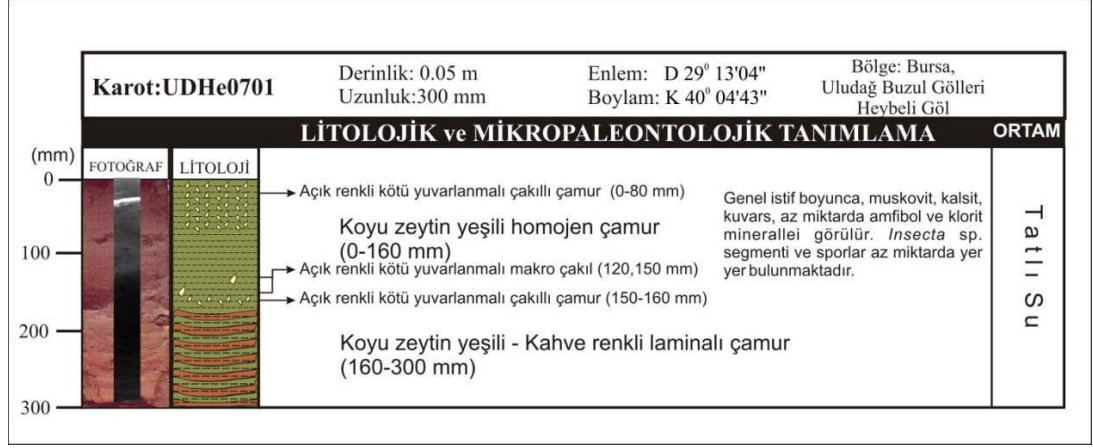 Karot:UDHe0701
Derinlik: 0.05 m
Uzunluk:300 mm
Enlem: D 29⁰ 13'04"
Boylam: K 40⁰ 04'43"
Bölge: Bursa,
Uludağ Buzul Gölleri
Heybeli Göl
LİTOLOJİK ve MİKROPALEONTOLOJİK TANIMLAMA
ORTAM
(mm)
FOTOĞRAF
LİTOLOJİ
0
100
200
300
Açık renkli kötü yuvarlanmalı çakıllı çamur (0-80 mm)
Koyu zeytin yeşili homojen çamur
(0-160 mm)
Açık renkli kötü yuvarlanmalı makro çakıl (120,150 mm)
Açık renkli kötü yuvarlanmalı çakıllı çamur (150-160 mm)
Koyu zeytin yeşili - Kahve renkli laminalı çamur
(160-300 mm)
Genel istif boyunca, muskovit, kalsit,
kuvars, az miktarda amfibol ve klorit
minerallei görülür. Insecta sp.
segmenti ve sporlar az miktarda yer
yer bulunmaktadır.
Tatlı Su